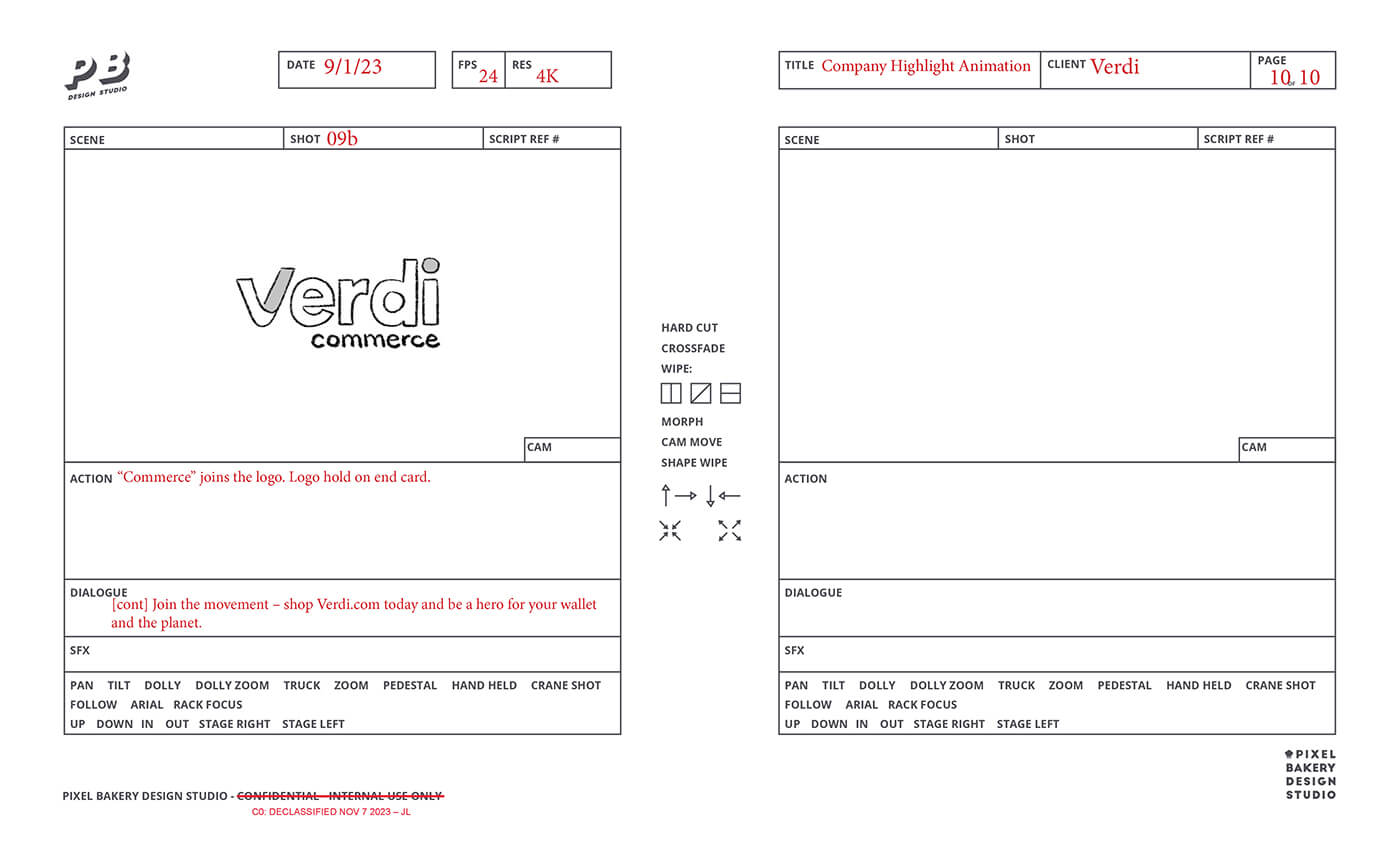 PB
DESIGN STUDIO
DATE 9/1/23
FPS 24
RES 4K
TITLE Company Highlight Animation
CLIENT Verdi
PAGE
10 OF 10
SCENE
SHOT 09b
SCRIPT REF #
verdi
commerce
CAM
ACTION “Commerce” joins the logo. Logo hold on end card.
DIALOGUE
[cont] Join the movement – shop Verdi.com today and be a hero for your wallet
and the planet.
SFX
PAN TILT DOLLY DOLLY ZOOM TRUCK ZOOM PEDESTAL HAND HELD CRANE SHOT
FOLLOW ARIAL RACK FOCUS
UP DOWN IN OUT STAGE RIGHT STAGE LEFT
HARD CUT
CROSSFADE
WIPE:
MORPH
CAM MOVE
SHAPE WIPE
SCENE
SHOT
SCRIPT REF #
CAM
ACTION
DIALOGUE
SFX
PAN TILT DOLLY DOLLY ZOOM TRUCK ZOOM PEDESTAL HAND HELD CRANE SHOT
FOLLOW ARIAL RACK FOCUS
UP DOWN IN OUT STAGE RIGHT STAGE LEFT
PIXEL BAKERY DESIGN STUDIO - CONFIDENTIAL - INTERNAL USE ONLY
C0: DECLASSIFIED NOV 7 2023 – JL
PIXEL
BAKERY
DESIGN
STUDIO